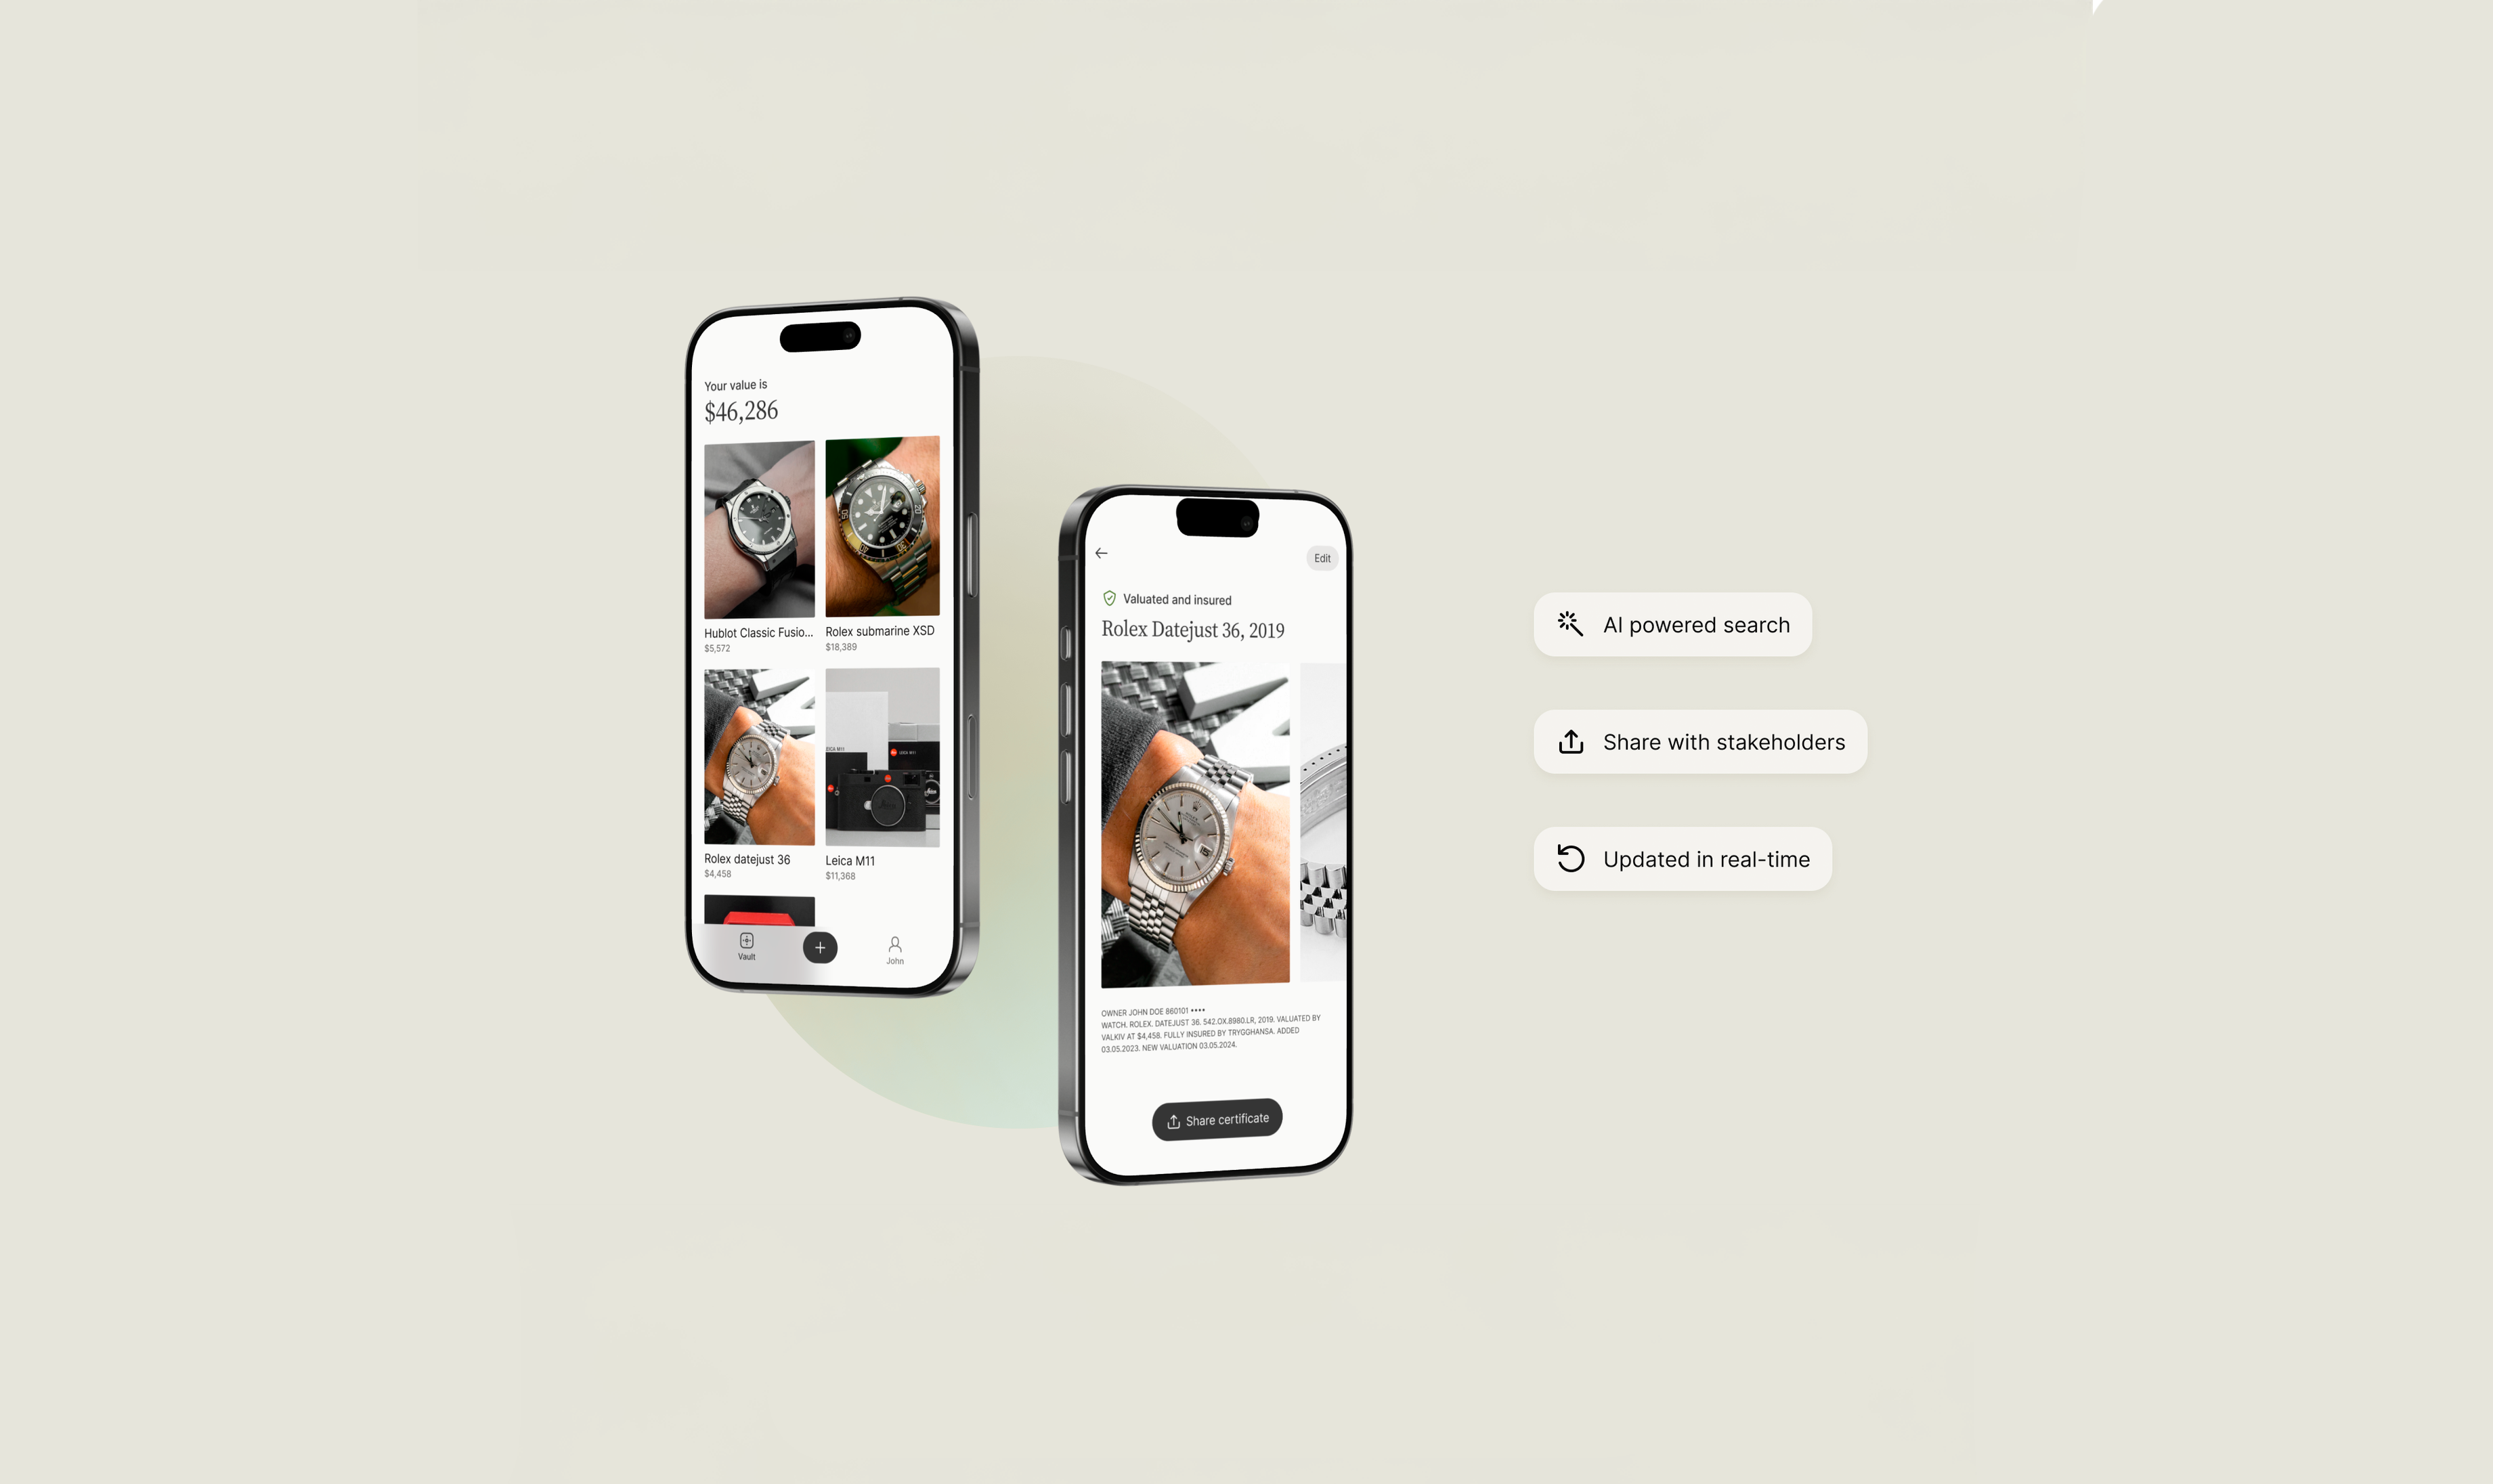 Your value is
$46,286
Hublot Classic Fusio...
$5,572
Rolex submarine XSD
$18,389
Rolex datejust 36
$4,458
LEICA M11
Leica M11
$11,368
Vault
John
Edit
Valuated and insured
Rolex Datejust 36, 2019
OWNER JOHN DOE 860101 ••••
WATCH. ROLEX. DATEJUST 36. 542.OX.8980.LR, 2019. VALUATED BY
VALKIV AT $4,458. FULLY INSURED BY TRYGGHANSA. ADDED
03.05.2023. NEW VALUATION 03.05.2024.
Share certificate
AI powered search
Share with stakeholders
Updated in real-time